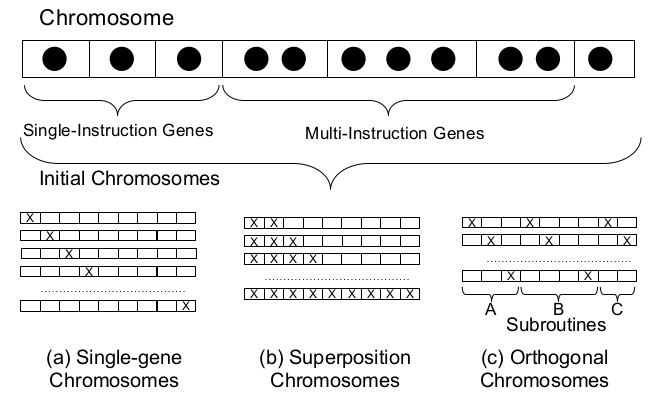 Chromosome
Single-Instruction Genes
Multi-Instruction Genes
Initial Chromosomes
X
X
X
X
X
X X
X X X
X X X X
X X X X X X X X X
X X X
X X X
X X
A B C
Subroutines
(a) Single-gene
Chromosomes
(b) Superposition
Chromosomes
(c) Orthogonal
Chromosomes